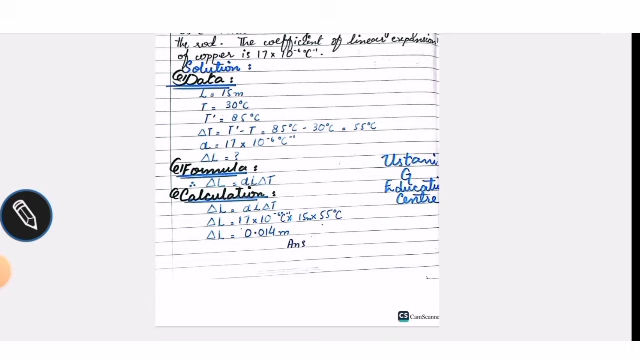 the rod. The coefficient of linear expansion
of copper is 17 x 10⁻⁶ °C⁻¹.
Solution :
(a) Data :
L = 15m
T = 30°C
T' = 85°C
ΔT = T' - T = 85°C - 30°C = 55°C
α = 17 x 10⁻⁶ °C⁻¹
ΔL = ?
Formula :
∴ ΔL = αLΔT
Calculation :
ΔL = αLΔT
ΔL = 17 x 10⁻⁶ °C⁻¹ x 15m x 55°C
ΔL = 0.014 m
Ans
Ustani
G
Educati
Centre
CS CamScanne